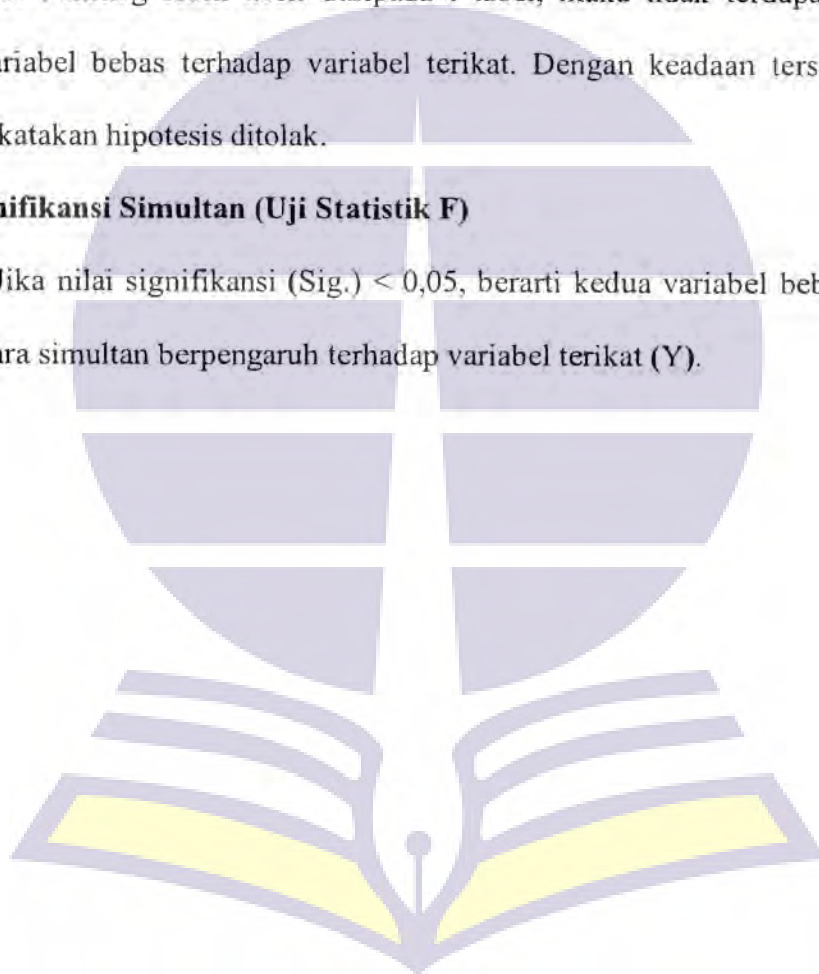 variabel bebas terhadap variabel terikat. Dengan keadaan ters
katakan hipotesis ditolak.
nifikansi Simultan (Uji Statistik F)
Jika nilai signifikansi (Sig.) < 0,05, berarti kedua variabel beb
ara simultan berpengaruh terhadap variabel terikat (Y).